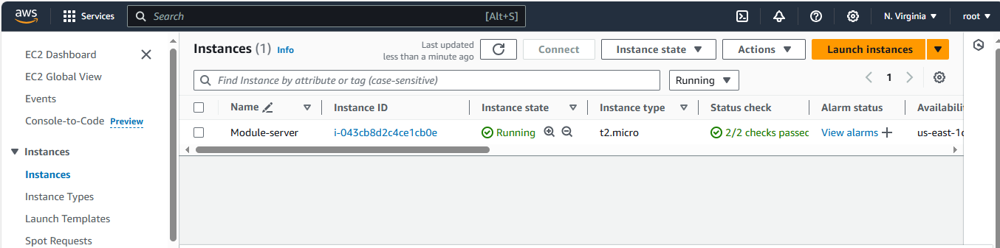 aws Services Search [Alt+S] N. Virginia root
EC2 Dashboard
EC2 Global View
Events
Console-to-Code Preview
Instances
Instances
Instance Types
Launch Templates
Spot Requests
Instances (1) Info
Last updated
less than a minute ago
Connect Instance state Actions Launch instances
Find Instance by attribute or tag (case-sensitive) Running 1
Name Instance ID Instance state Instance type Status check Alarm status Availabili
Module-server i-043cb8d2c4ce1cb0e Running t2.micro 2/2 checks passec View alarms us-east-1